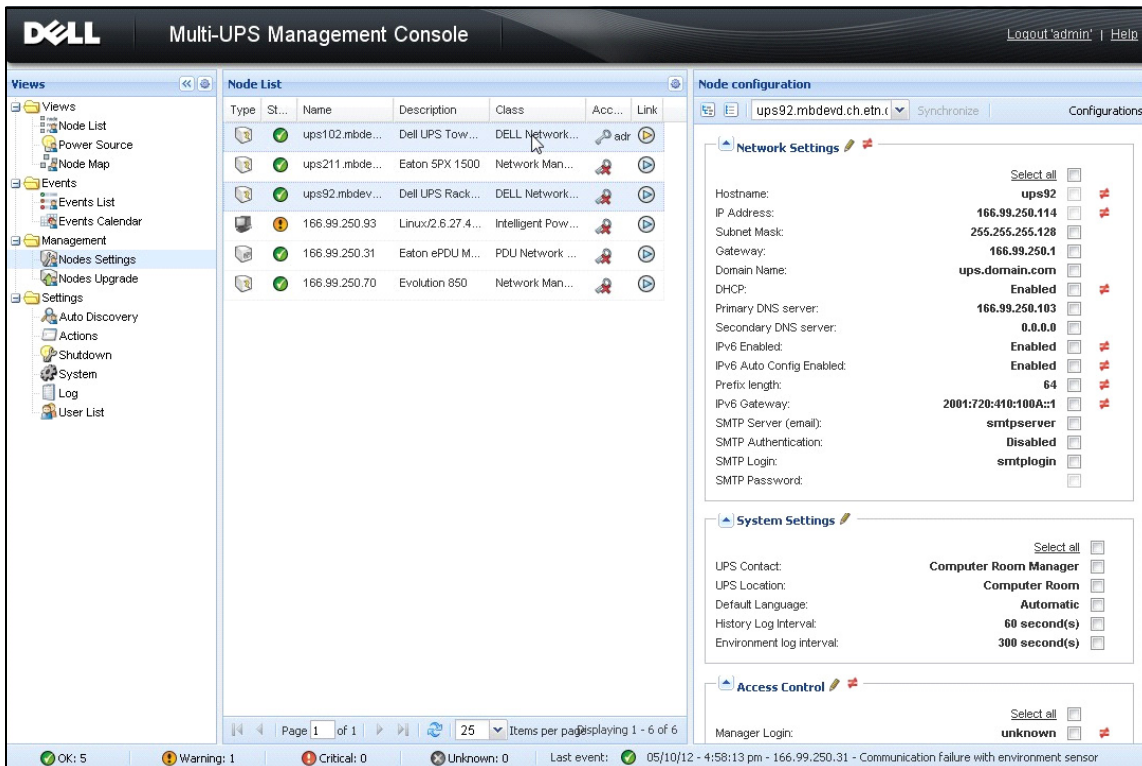 DELL Multi-UPS Management Console Logout 'admin' | Help
Views
Views
Node List
Power Source
Node Map
Events
Events List
Events Calendar
Management
Nodes Settings
Nodes Upgrade
Settings
Auto Discovery
Actions
Shutdown
System
Log
User List
Node List
Type St... Name Description Class Acc... Link
ups102.mbde... Dell UPS Tow... DELL Network... adr
ups211.mbde... Eaton 5PX 1500 Network Man...
ups92.mbdev... Dell UPS Rack... DELL Network...
166.99.250.93 Linux/2.6.27.4... Intelligent Pow...
166.99.250.31 Eaton ePDU M... PDU Network ...
166.99.250.70 Evolution 850 Network Man...
Page 1 of 1 25 Items per page Displaying 1 - 6 of 6
Node configuration
ups92.mbdevd.ch.etn.( Synchronize Configurations
Network Settings
Select all
Hostname: ups92
IP Address: 166.99.250.114
Subnet Mask: 255.255.255.128
Gateway: 166.99.250.1
Domain Name: ups.domain.com
DHCP: Enabled
Primary DNS server: 166.99.250.103
Secondary DNS server: 0.0.0.0
IPv6 Enabled: Enabled
IPv6 Auto Config Enabled: Enabled
Prefix length: 64
IPv6 Gateway: 2001:720:410:100A::1
SMTP Server (email): smtpserver
SMTP Authentication: Disabled
SMTP Login: smtplogin
SMTP Password:
System Settings
Select all
UPS Contact: Computer Room Manager
UPS Location: Computer Room
Default Language: Automatic
History Log Interval: 60 second(s)
Environment log interval: 300 second(s)
Access Control
Select all
Manager Login: unknown
OK: 5 Warning: 1 Critical: 0 Unknown: 0 Last event: 05/10/12 - 4:58:13 pm - 166.99.250.31 - Communication failure with environment sensor